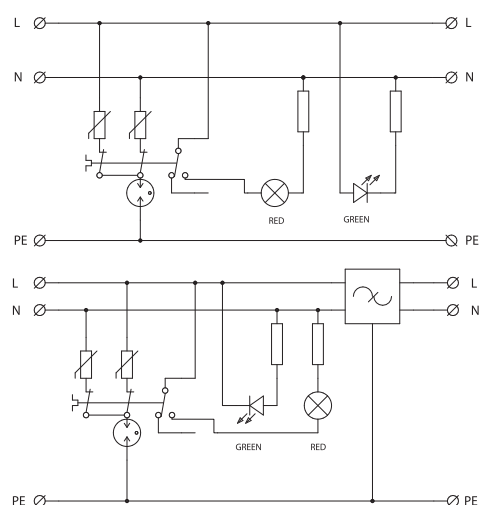 L L
N N
RED GREEN
PE PE
L L
N N
GREEN RED
PE PE